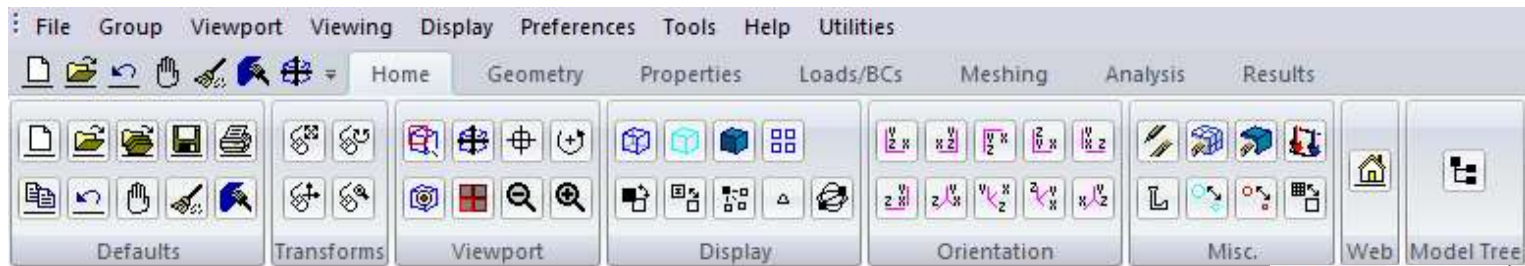 File Group Viewport Viewing Display Preferences Tools Help Utilities
Home Geometry Properties Loads/BCs Meshing Analysis Results
Defaults Transforms Viewport Display Orientation Misc. Web Model Tree